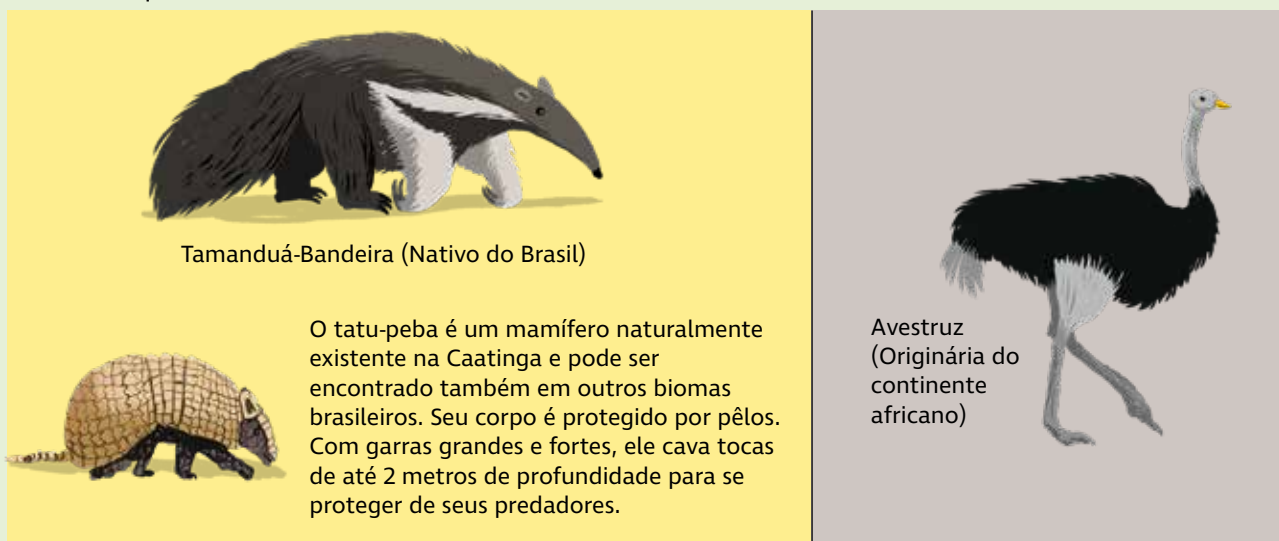 Tamanduá-Bandeira (Nativo do Brasil)
O tatu-peba é um mamífero naturalmente
existente na Caatinga e pode ser
encontrado também em outros biomas
brasileiros. Seu corpo é protegido por pêlos.
Com garras grandes e fortes, ele cava tocas
de até 2 metros de profundidade para se
proteger de seus predadores.
Avestruz
(Originária do
continente
africano)